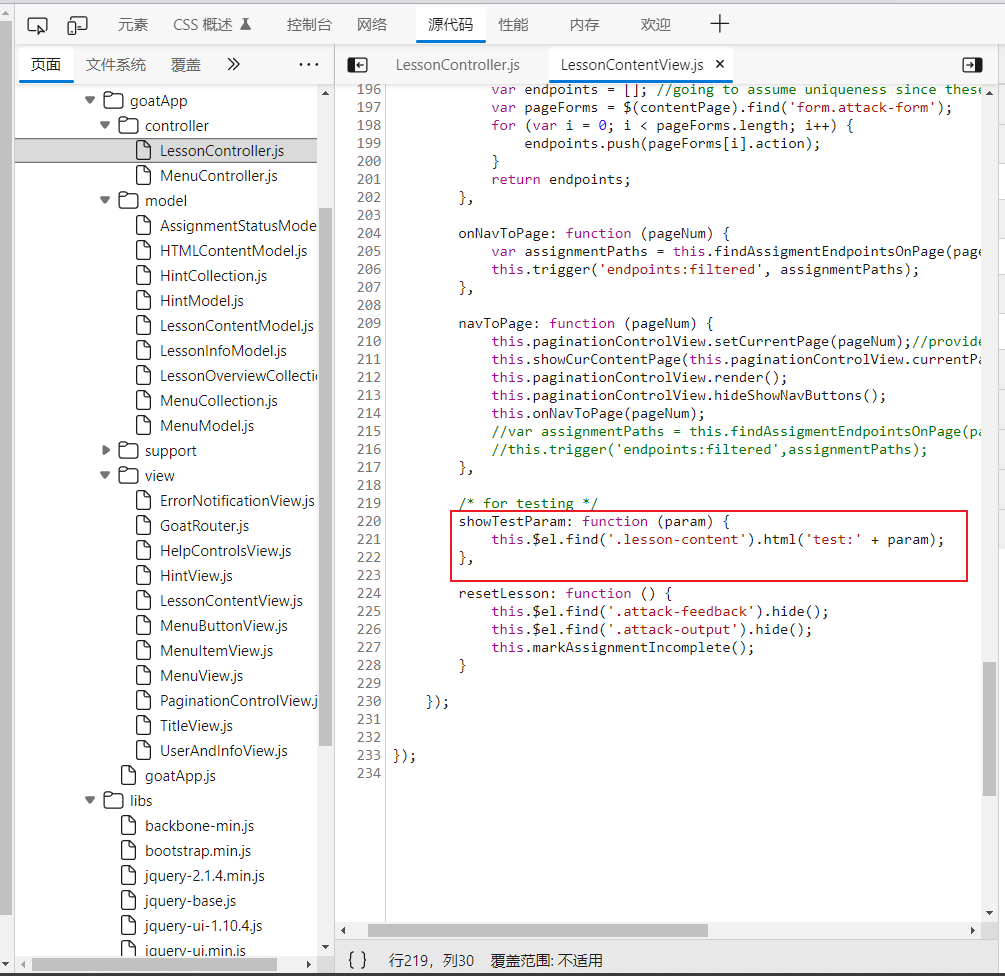 元素 CSS 概述 控制台 网络 源代码 性能 内存 欢迎
页面 文件系统 覆盖
LessonController.js LessonContentView.js ×
goatApp
controller
LessonController.js
MenuController.js
model
AssignmentStatusMode
HTMLContentModel.js
HintCollection.js
HintModel.js
LessonContentModel.js
LessonInfoModel.js
LessonOverviewCollecti
MenuCollection.js
MenuModel.js
support
view
ErrorNotificationView.js
GoatRouter.js
HelpControlsView.js
HintView.js
LessonContentView.js
MenuButtonView.js
MenuItemView.js
MenuView.js
PaginationControlView.j
TitleView.js
UserAndInfoView.js
goatApp.js
libs
backbone-min.js
bootstrap.min.js
jquery-2.1.4.min.js
jquery-base.js
jquery-ui-1.10.4.js
jquery-ui.min.js
196 var endpoints = []; //going to assume uniqueness since these
197 var pageForms = $(contentPage).find('form.attack-form');
198 for (var i = 0; i < pageForms.length; i++) {
199 endpoints.push(pageForms[i].action);
200 }
201 return endpoints;
202 },
203
204 onNavToPage: function (pageNum) {
205 var assignmentPaths = this.findAssigmentEndpointsOnPage(page
206 this.trigger('endpoints:filtered', assignmentPaths);
207 },
208
209 navToPage: function (pageNum) {
210 this.paginationControlView.setCurrentPage(pageNum);//provide
211 this.showCurContentPage(this.paginationControlView.currentPa
212 this.paginationControlView.render();
213 this.paginationControlView.hideShowNavButtons();
214 this.onNavToPage(pageNum);
215 //var assignmentPaths = this.findAssigmentEndpointsOnPage(pa
216 //this.trigger('endpoints:filtered',assignmentPaths);
217 },
218
219 /* for testing */
220 showTestParam: function (param) {
221 this.$el.find('.lesson-content').html('test:' + param);
222 },
223
224 resetLesson: function () {
225 this.$el.find('.attack-feedback').hide();
226 this.$el.find('.attack-output').hide();
227 this.markAssignmentIncomplete();
228 }
229
230 });
231
232
233 });
234
{ } 行219，列30 覆盖范围: 不适用